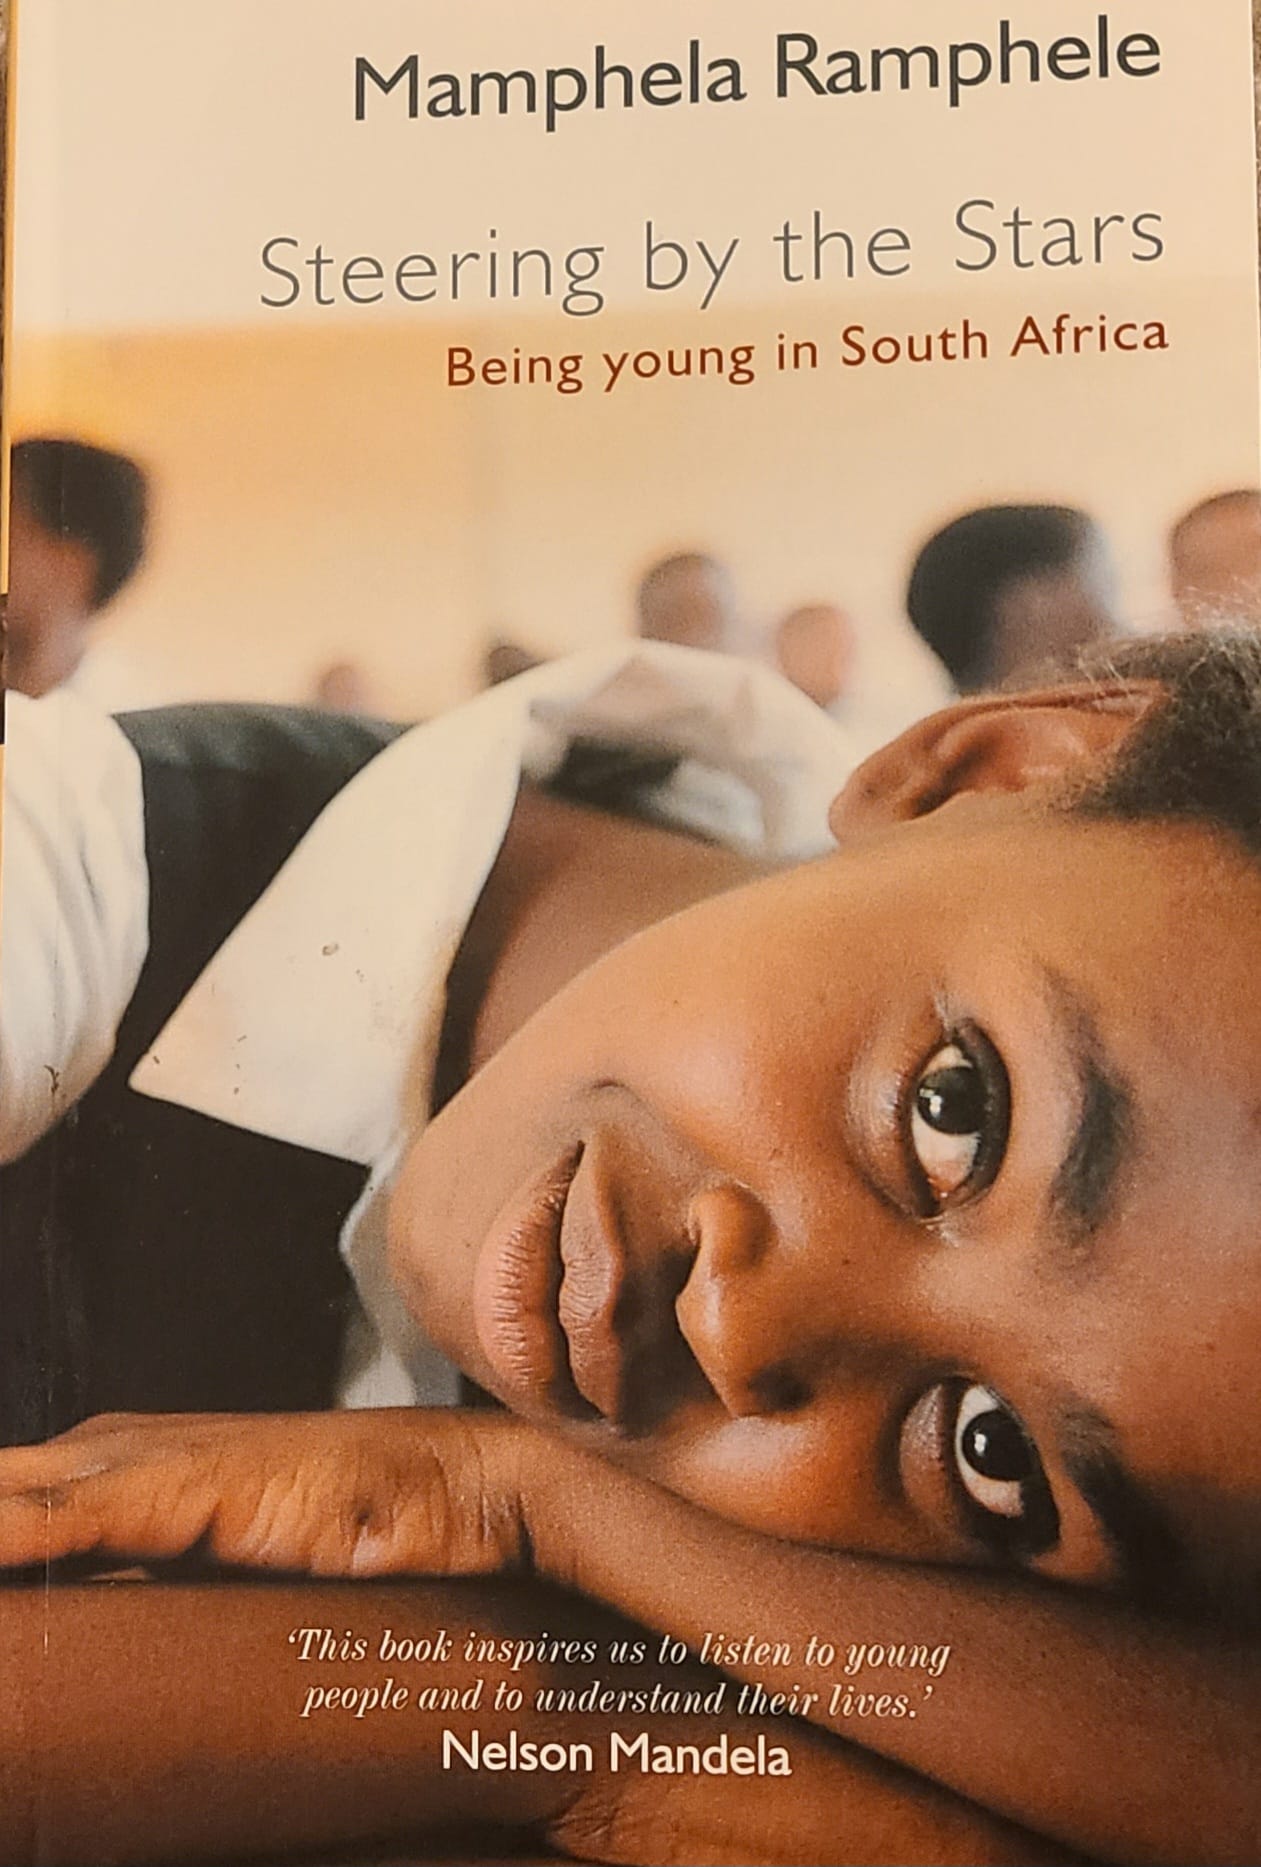 Mamphela Ramphele
Steering by the Stars
Being young in South Africa
‘This book inspires us to listen to young
people and to understand their lives.’
Nelson Mandela